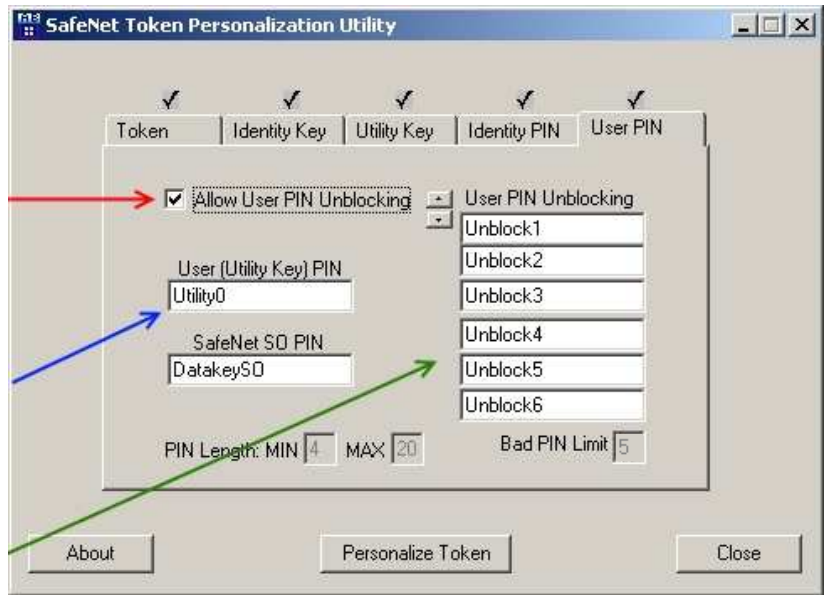 SafeNet Token Personalization Utility
Token
Identity Key
Utility Key
Identity PIN
User PIN
Allow User PIN Unblocking
User PIN Unblocking
Unblock1
Unblock2
Unblock3
Unblock4
Unblock5
Unblock6
User (Utility Key) PIN
Utility0
SafeNet SO PIN
DatakeySO
PIN Length: MIN 4 MAX 20
Bad PIN Limit 5
About
Personalize Token
Close